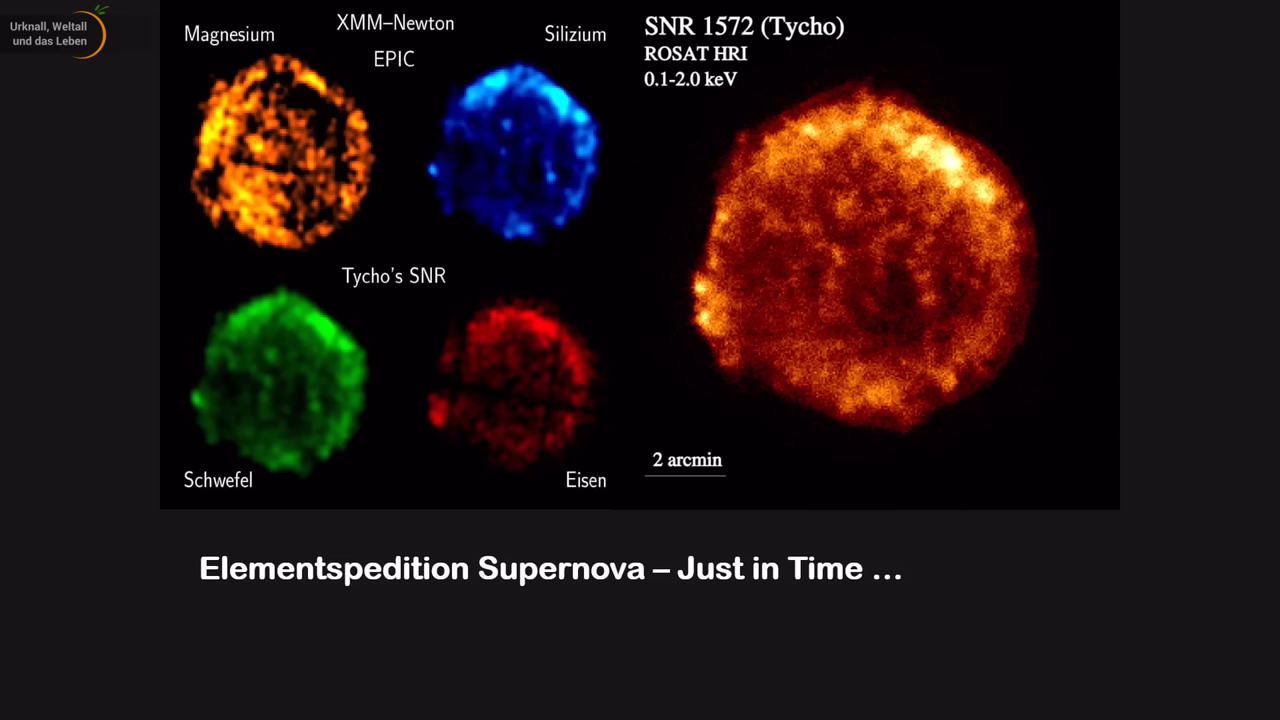 Urknall, Weltall
und das Leben
XMM–Newton
EPIC
Magnesium
Silizium
Tycho's SNR
Schwefel
Eisen
SNR 1572 (Tycho)
ROSAT HRI
0.1-2.0 keV
2 arcmin
Elementspedition Supernova – Just in Time ...